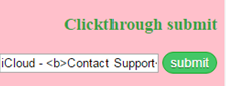 Clickthrough submit
iCloud - <b>Contact Support
submit